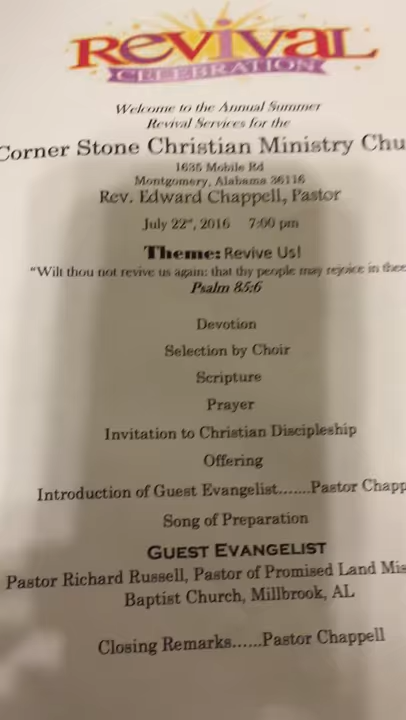 Revival
CELEBRATION
Welcome to the Annual Summer
Revival Services for the
Corner Stone Christian Ministry Chu
1635 Mobile Rd
Montgomery, Alabama 36116
Rev. Edward Chappell, Pastor
July 22ⁿᵈ, 2016 7:00 pm
Theme: Revive Us!
"Wilt thou not revive us again: that thy people may rejoice in thee
Psalm 85:6
Devotion
Selection by Choir
Scripture
Prayer
Invitation to Christian Discipleship
Offering
Introduction of Guest Evangelist.......Pastor Chapp
Song of Preparation
GUEST EVANGELIST
Pastor Richard Russell, Pastor of Promised Land Mis
Baptist Church, Millbrook, AL
Closing Remarks......Pastor Chappell